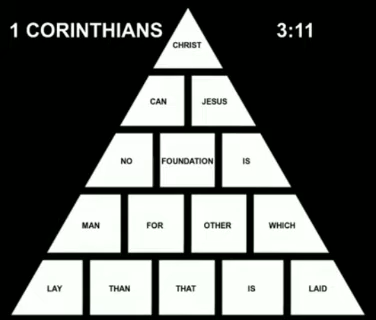 1 CORINTHIANS 3:11
CHRIST
CAN JESUS
NO FOUNDATION IS
MAN FOR OTHER WHICH
LAY THAN THAT IS LAID